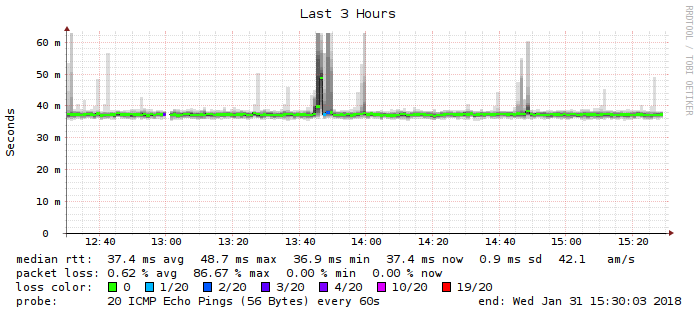 Last 3 Hours
RRDTOOL / TOBI OETIKER
Seconds
60 m
50 m
40 m
30 m
20 m
10 m
0
12:40 13:00 13:20 13:40 14:00 14:20 14:40 15:00 15:20
median rtt: 37.4 ms avg 48.7 ms max 36.9 ms min 37.4 ms now 0.9 ms sd 42.1 am/s
packet loss: 0.62 % avg 86.67 % max 0.00 % min 0.00 % now
loss color: 0 1/20 2/20 3/20 4/20 10/20 19/20
probe: 20 ICMP Echo Pings (56 Bytes) every 60s end: Wed Jan 31 15:30:03 2018